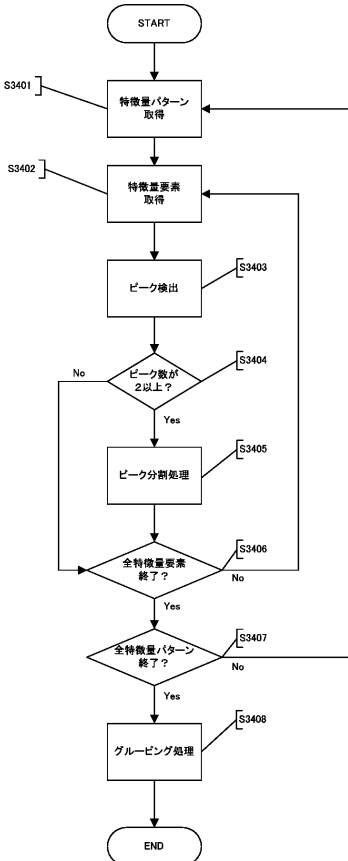 START
S3401
特徴量パターン
取得
S3402
特徴量要素
取得
S3403
ピーク検出
S3404
ピーク数が
2以上？
No
Yes
S3405
ピーク分割処理
S3406
全特徴量要素
終了？
No
Yes
S3407
全特徴量パターン
終了？
No
Yes
S3408
グルーピング処理
END